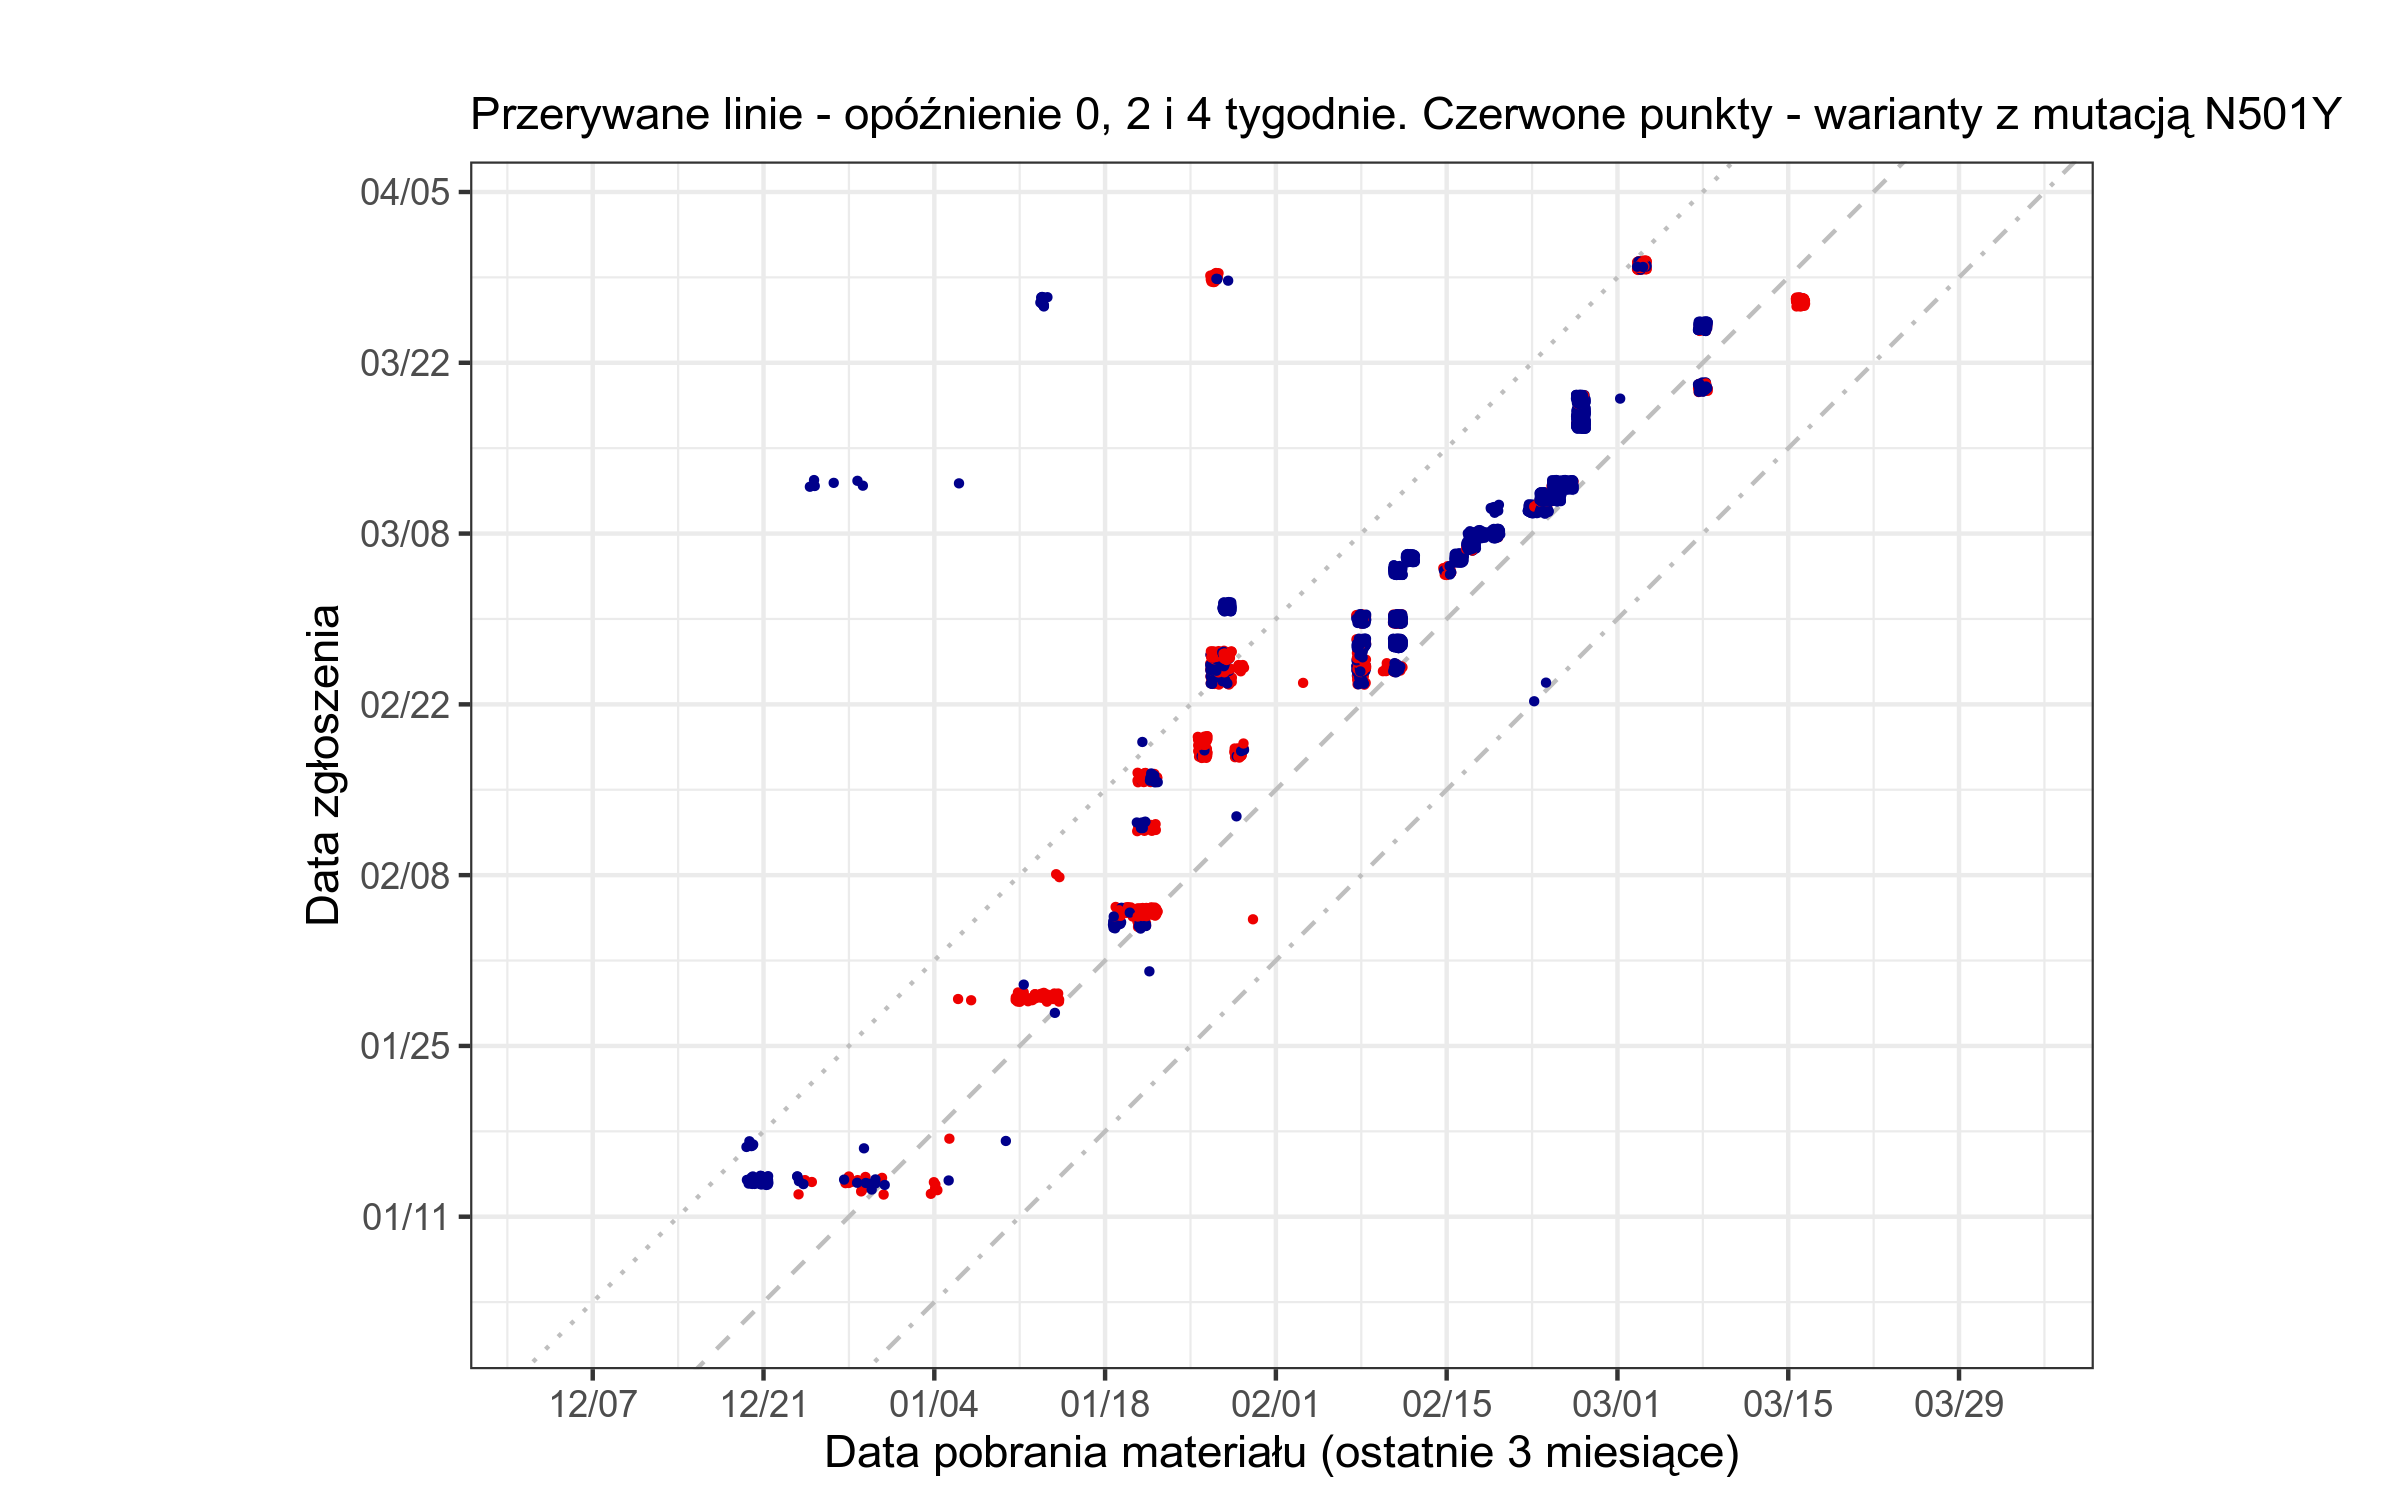 Przerywane linie - opóźnienie 0, 2 i 4 tygodnie. Czerwone punkty - warianty z mutacją N501Y
Data zgłoszenia
04/05
03/22
03/08
02/22
02/08
01/25
01/11
12/07 12/21 01/04 01/18 02/01 02/15 03/01 03/15 03/29
Data pobrania materiału (ostatnie 3 miesiące)